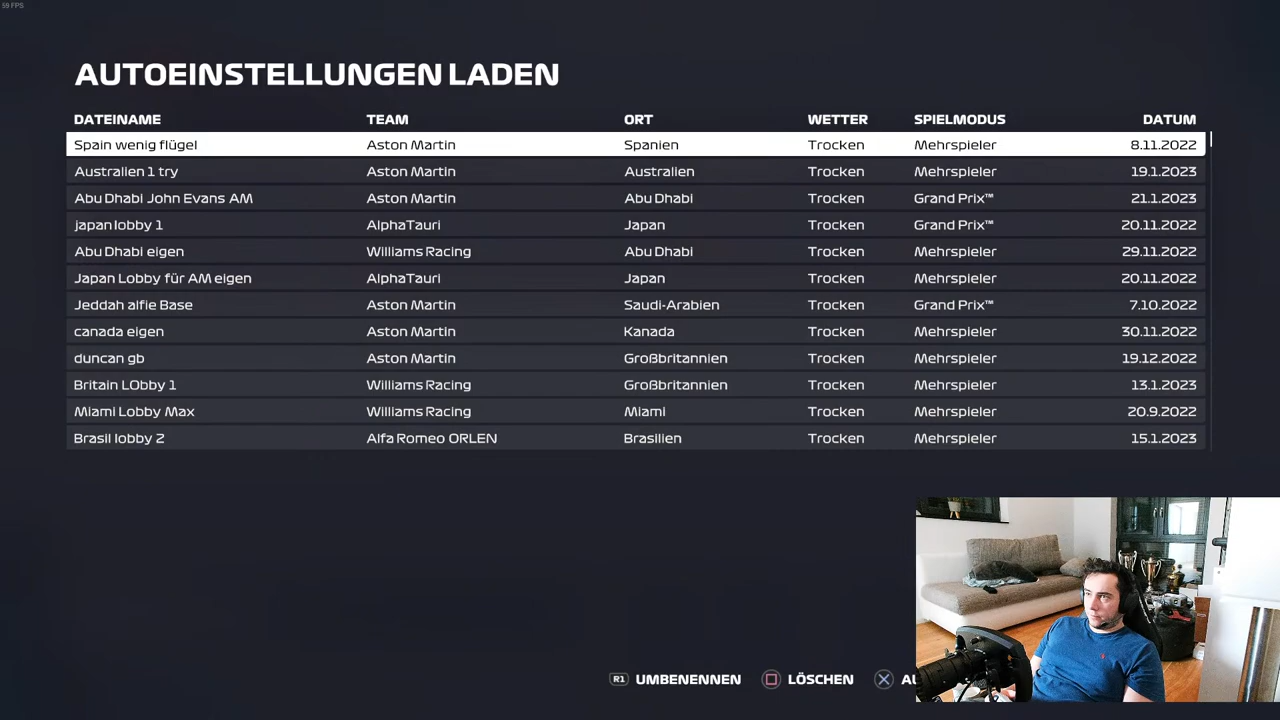 59 FPS
AUTOEINSTELLUNGEN LADEN
DATEINAME TEAM ORT WETTER SPIELMODUS DATUM
Spain wenig flügel Aston Martin Spanien Trocken Mehrspieler 8.11.2022
Australien 1 try Aston Martin Australien Trocken Mehrspieler 19.1.2023
Abu Dhabi John Evans AM Aston Martin Abu Dhabi Trocken Grand Prix™ 21.1.2023
japan lobby 1 AlphaTauri Japan Trocken Grand Prix™ 20.11.2022
Abu Dhabi eigen Williams Racing Abu Dhabi Trocken Mehrspieler 29.11.2022
Japan Lobby für AM eigen AlphaTauri Japan Trocken Mehrspieler 20.11.2022
Jeddah alfie Base Aston Martin Saudi-Arabien Trocken Grand Prix™ 7.10.2022
canada eigen Aston Martin Kanada Trocken Mehrspieler 30.11.2022
duncan gb Aston Martin Großbritannien Trocken Mehrspieler 19.12.2022
Britain LObby 1 Williams Racing Großbritannien Trocken Mehrspieler 13.1.2023
Miami Lobby Max Williams Racing Miami Trocken Mehrspieler 20.9.2022
Brasil lobby 2 Alfa Romeo ORLEN Brasilien Trocken Mehrspieler 15.1.2023
R1 UMBENENNEN LÖSCHEN AU